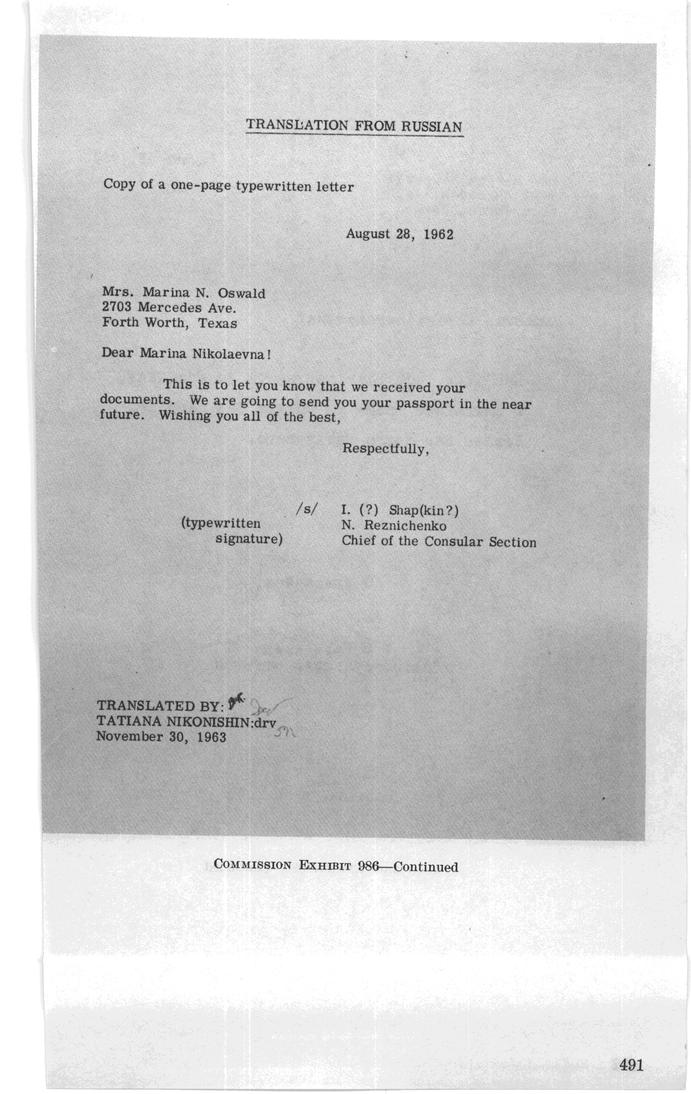 TRANSLATION FROM RUSSIAN
Copy of a one-page typewritten letter
August 28, 1962
Mrs. Marina N. Oswald
2703 Mercedes Ave.
Forth Worth, Texas
Dear Marina Nikolaevna!
This is to let you know that we received your
documents. We are going to send you your passport in the near
future. Wishing you all of the best,
Respectfully,
/s/ I. (?) Shap(kin?)
(typewritten N. Reznichenko
signature) Chief of the Consular Section
TRANSLATED BY:
TATIANA NIKONISHIN:drv
November 30, 1963
COMMISSION EXHIBIT 986—Continued
491